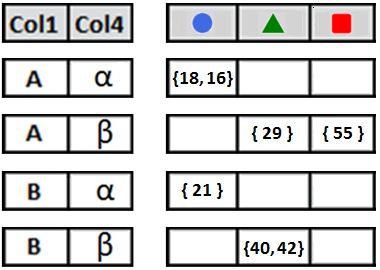 Col1 Col4
A α {18, 16}
A β { 29 } { 55 }
B α { 21 }
B β {40, 42}